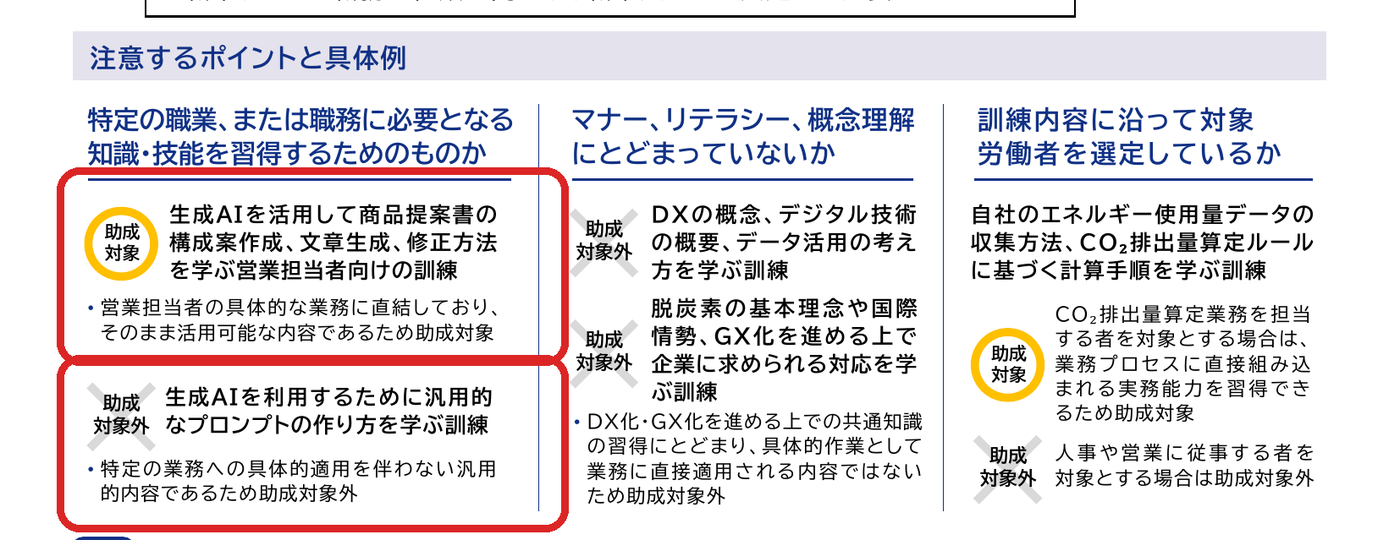 注意するポイントと具体例
特定の職業、または職務に必要となる
知識・技能を習得するためのものか
助成
対象
生成AIを活用して商品提案書の
構成案作成、文章生成、修正方法
を学ぶ営業担当者向けの訓練
・営業担当者の具体的な業務に直結しており、
そのまま活用可能な内容であるため助成対象
助成
対象外
生成AIを利用するために汎用的
なプロンプトの作り方を学ぶ訓練
・特定の業務への具体的適用を伴わない汎用
的内容であるため助成対象外
マナー、リテラシー、概念理解
にとどまっていないか
助成
対象外
DXの概念、デジタル技術
の概要、データ活用の考え
方を学ぶ訓練
助成
対象外
脱炭素の基本理念や国際
情勢、GX化を進める上で
企業に求められる対応を学
ぶ訓練
・DX化・GX化を進める上での共通知識
の習得にとどまり、具体的作業として
業務に直接適用される内容ではない
ため助成対象外
訓練内容に沿って対象
労働者を選定しているか
自社のエネルギー使用量データの
収集方法、CO₂排出量算定ルール
に基づく計算手順を学ぶ訓練
助成
対象
CO₂排出量算定業務を担当
する者を対象とする場合は、
業務プロセスに直接組み込
まれる実務能力を習得でき
るため助成対象
助成
対象外
人事や営業に従事する者を
対象とする場合は助成対象外